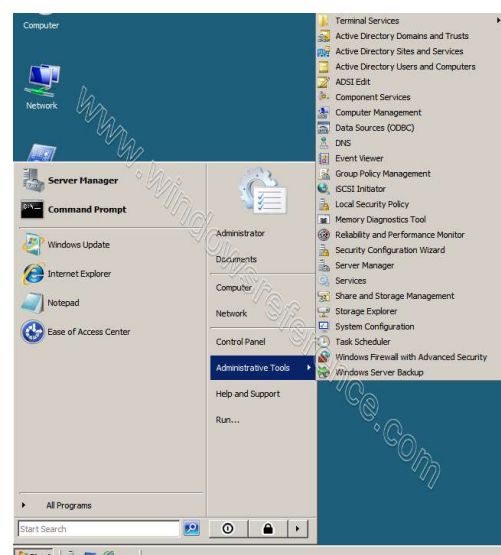 Computer
Network
Server Manager
Command Prompt
Windows Update
Internet Explorer
Notepad
Ease of Access Center
All Programs
Start Search
Administrator
Documents
Computer
Network
Control Panel
Administrative Tools
Help and Support
Run...
Terminal Services
Active Directory Domains and Trusts
Active Directory Sites and Services
Active Directory Users and Computers
ADSI Edit
Component Services
Computer Management
Data Sources (ODBC)
DNS
Event Viewer
Group Policy Management
iSCSI Initiator
Local Security Policy
Memory Diagnostics Tool
Reliability and Performance Monitor
Security Configuration Wizard
Server Manager
Services
Share and Storage Management
Storage Explorer
System Configuration
Task Scheduler
Windows Firewall with Advanced Security
Windows Server Backup
www.windowsreference.com